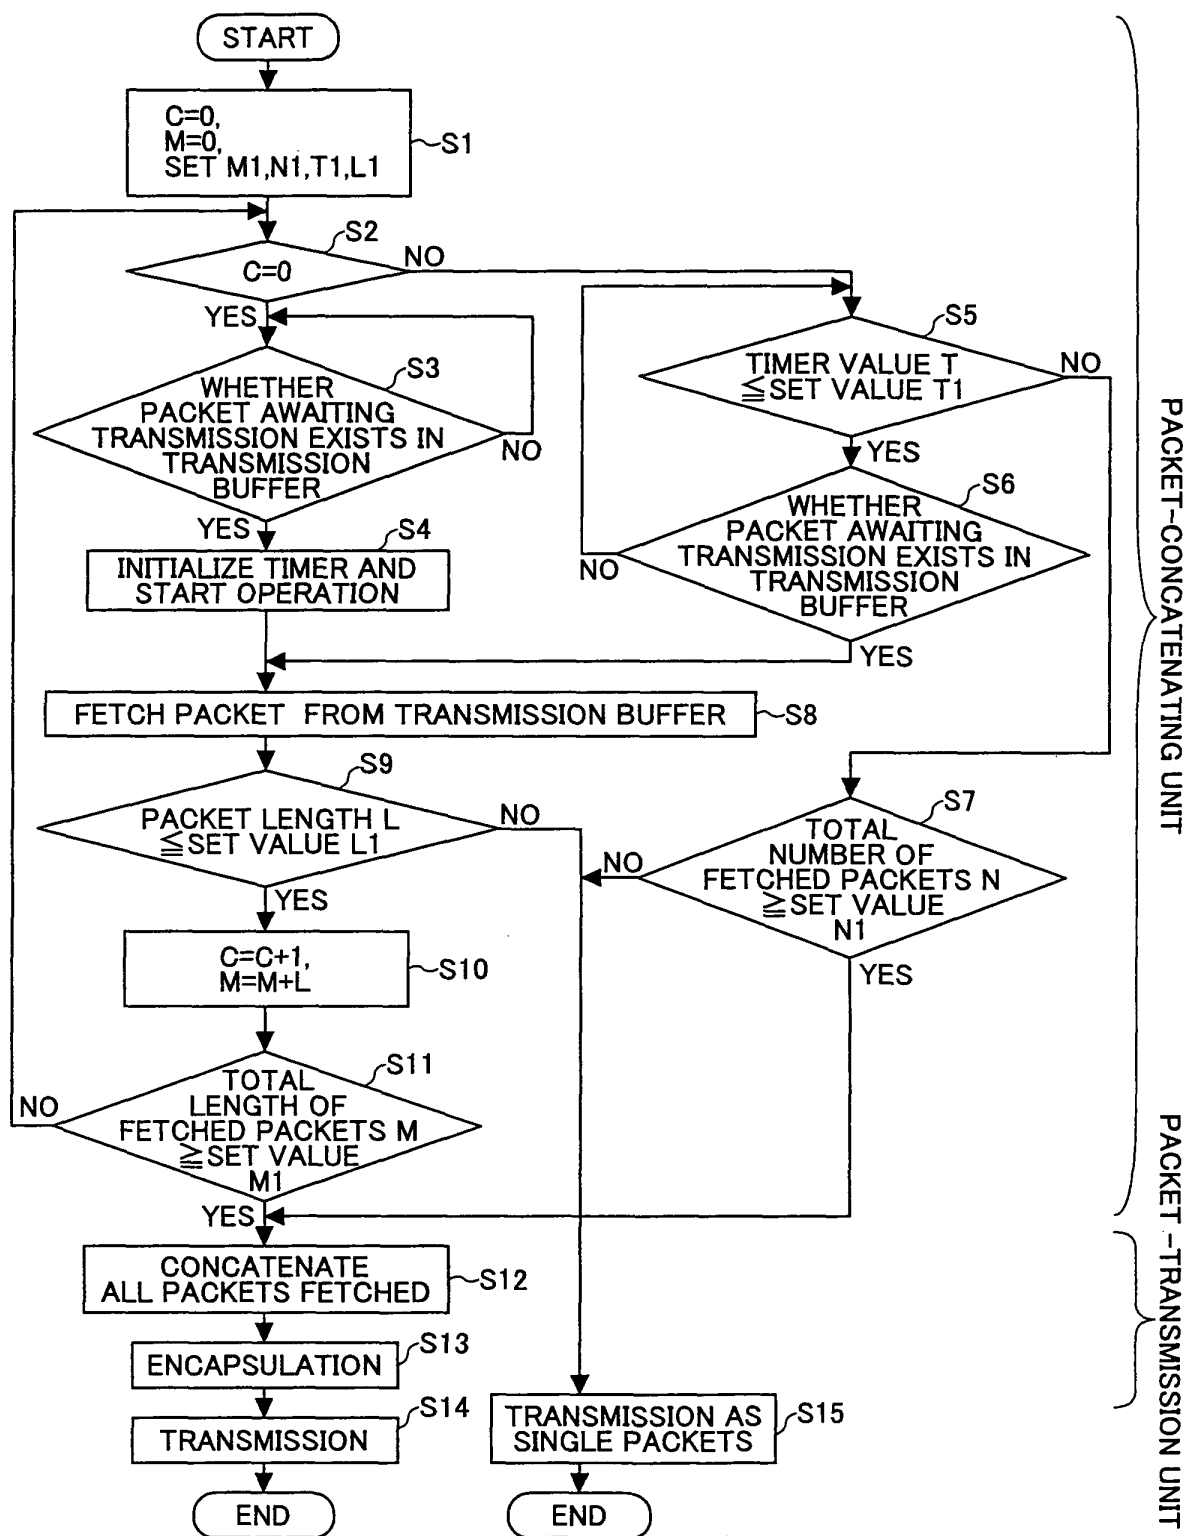 START
C=0,
M=0,
SET M1,N1,T1,L1
S1
S2
C=0
NO
YES
S3
WHETHER
PACKET AWAITING
TRANSMISSION EXISTS IN
TRANSMISSION
BUFFER
NO
YES
S4
INITIALIZE TIMER AND
START OPERATION
S5
TIMER VALUE T
≦SET VALUE T1
NO
YES
S6
WHETHER
PACKET AWAITING
TRANSMISSION EXISTS IN
TRANSMISSION
BUFFER
NO
YES
FETCH PACKET FROM TRANSMISSION BUFFER
S8
S9
PACKET LENGTH L
≦SET VALUE L1
NO
YES
S7
TOTAL
NUMBER OF
FETCHED PACKETS N
≧SET VALUE
N1
NO
YES
C=C+1,
M=M+L
S10
S11
TOTAL
LENGTH OF
FETCHED PACKETS M
≧SET VALUE
M1
NO
YES
CONCATENATE
ALL PACKETS FETCHED
S12
ENCAPSULATION
S13
TRANSMISSION
S14
END
TRANSMISSION AS
SINGLE PACKETS
S15
END
PACKET-CONCATENATING UNIT
PACKET -TRANSMISSION UNIT